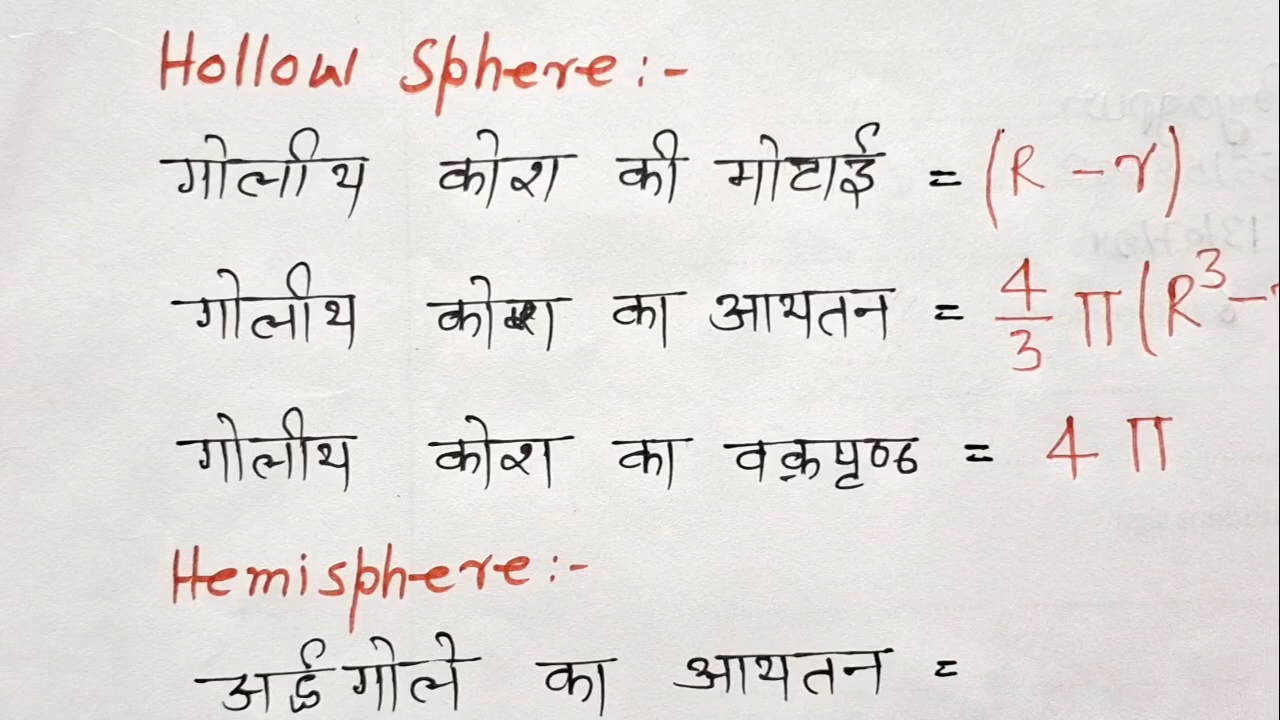 Hollow Sphere:-
गोलीय कोश की मोटाई = (R - r)
गोलीय कोश का आयतन = 4/3 π (R³ -
गोलीय कोश का वक्रपृष्ठ = 4 π
Hemisphere:-
अर्द्धगोले का आयतन =